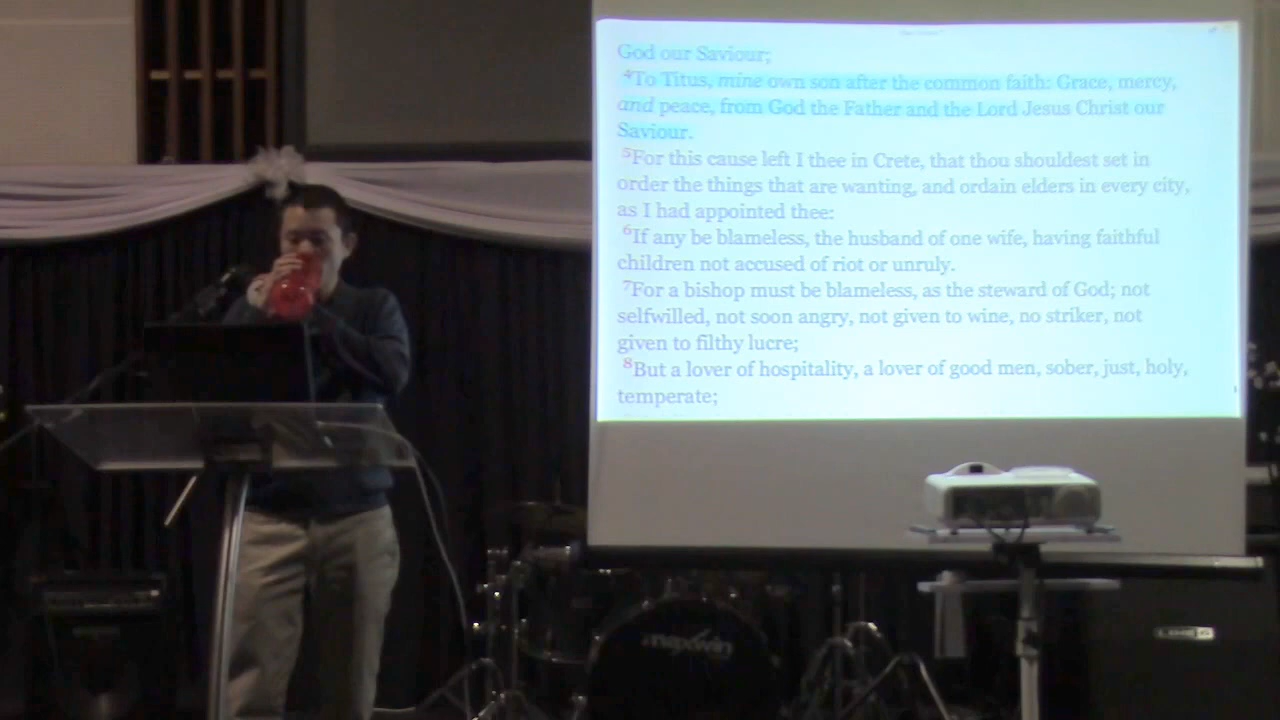 God our Saviour;
4To Titus, mine own son after the common faith: Grace, mercy,
and peace, from God the Father and the Lord Jesus Christ our
Saviour.
5For this cause left I thee in Crete, that thou shouldest set in
order the things that are wanting, and ordain elders in every city,
as I had appointed thee:
6If any be blameless, the husband of one wife, having faithful
children not accused of riot or unruly.
7For a bishop must be blameless, as the steward of God; not
selfwilled, not soon angry, not given to wine, no striker, not
given to filthy lucre;
8But a lover of hospitality, a lover of good men, sober, just, holy,
temperate;
maxwin
LINE 6